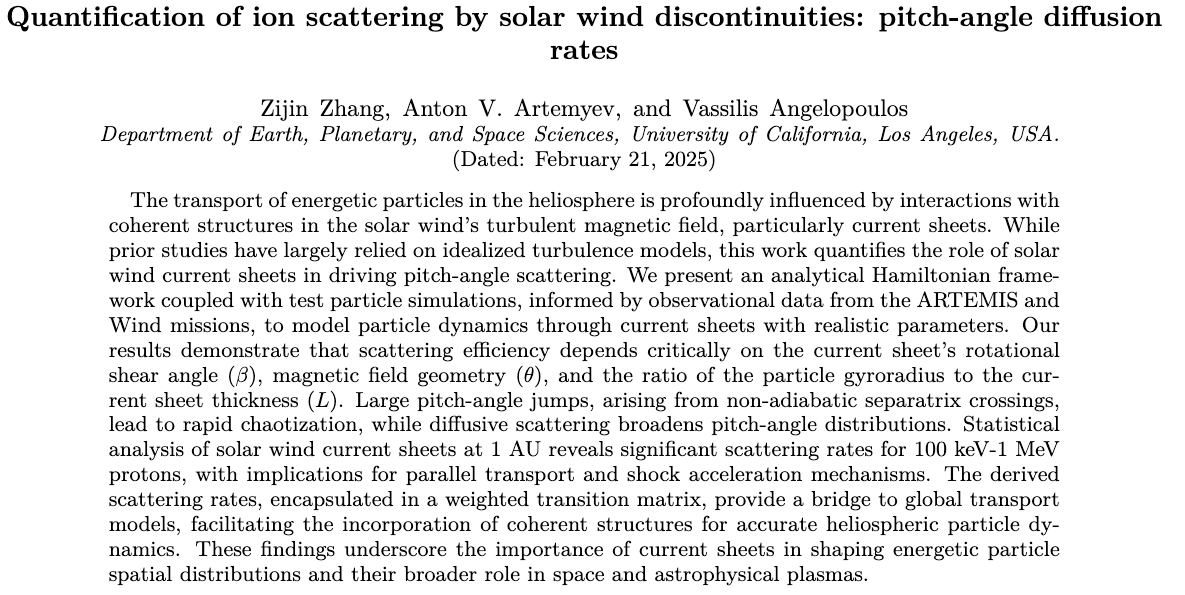 Quantification of ion scattering by solar wind discontinuities: pitch-angle diffusion
rates
Zijin Zhang, Anton V. Artemyev, and Vassilis Angelopoulos
Department of Earth, Planetary, and Space Sciences, University of California, Los Angeles, USA.
(Dated: February 21, 2025)
The transport of energetic particles in the heliosphere is profoundly influenced by interactions with
coherent structures in the solar wind's turbulent magnetic field, particularly current sheets. While
prior studies have largely relied on idealized turbulence models, this work quantifies the role of solar
wind current sheets in driving pitch-angle scattering. We present an analytical Hamiltonian frame-
work coupled with test particle simulations, informed by observational data from the ARTEMIS and
Wind missions, to model particle dynamics through current sheets with realistic parameters. Our
results demonstrate that scattering efficiency depends critically on the current sheet's rotational
shear angle (β), magnetic field geometry (θ), and the ratio of the particle gyroradius to the cur-
rent sheet thickness (L). Large pitch-angle jumps, arising from non-adiabatic separatrix crossings,
lead to rapid chaotization, while diffusive scattering broadens pitch-angle distributions. Statistical
analysis of solar wind current sheets at 1 AU reveals significant scattering rates for 100 keV-1 MeV
protons, with implications for parallel transport and shock acceleration mechanisms. The derived
scattering rates, encapsulated in a weighted transition matrix, provide a bridge to global transport
models, facilitating the incorporation of coherent structures for accurate heliospheric particle dy-
namics. These findings underscore the importance of current sheets in shaping energetic particle
spatial distributions and their broader role in space and astrophysical plasmas.